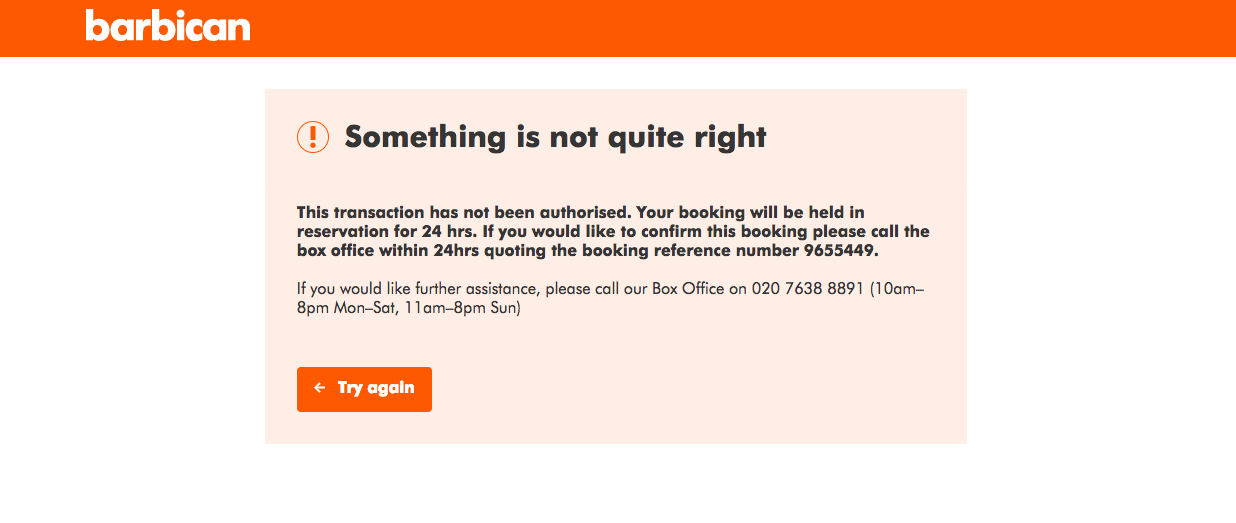 barbican
Something is not quite right
This transaction has not been authorised. Your booking will be held in
reservation for 24 hrs. If you would like to confirm this booking please call the
box office within 24hrs quoting the booking reference number 9655449.
If you would like further assistance, please call our Box Office on 020 7638 8891 (10am–
8pm Mon–Sat, 11am–8pm Sun)
← Try again